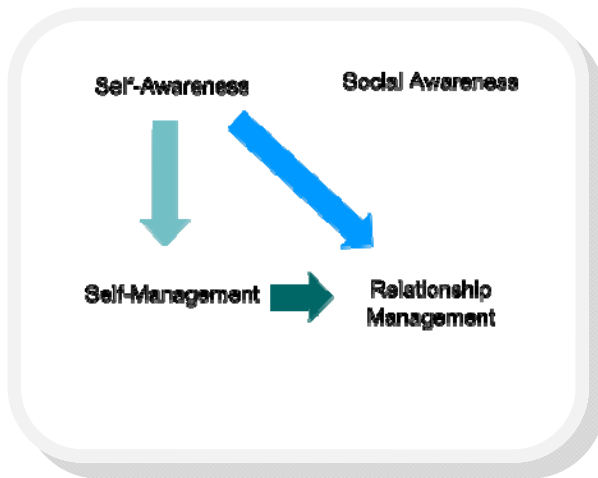 Self-Awareness
Social Awareness
Self-Management
Relationship
Management